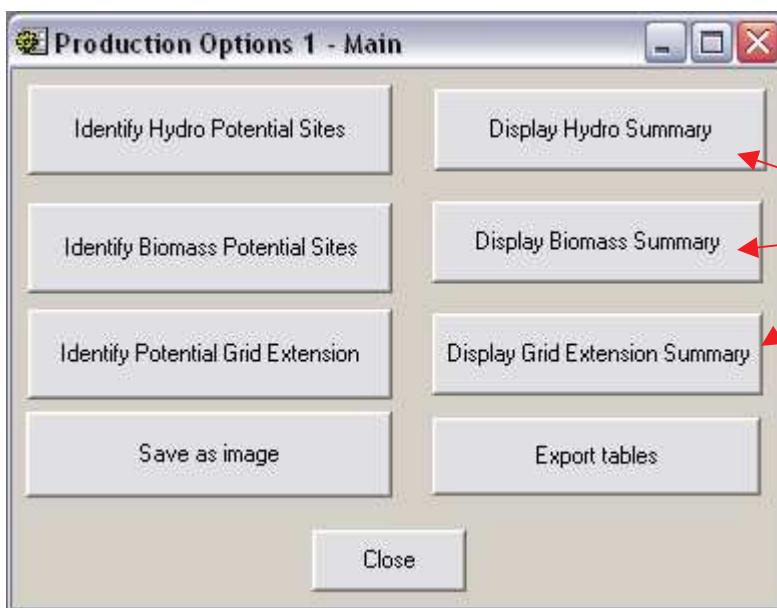 Production Options 1 - Main
Identify Hydro Potential Sites
Display Hydro Summary
Identify Biomass Potential Sites
Display Biomass Summary
Identify Potential Grid Extension
Display Grid Extension Summary
Save as image
Export tables
Close